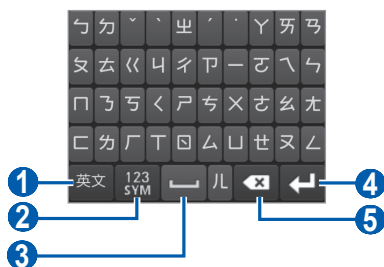 ㄅ ㄉ ˇ ˋ ㄓ ˊ ˙ ㄚ ㄞ ㄢ
ㄆ ㄊ ㄍ ㄐ ㄔ ㄗ ㄧ ㄛ ㄟ ㄣ
ㄇ ㄋ ㄎ ㄑ ㄕ ㄘ ㄨ ㄜ ㄠ ㄤ
ㄈ ㄌ ㄏ ㄒ ㄖ ㄙ ㄩ ㄝ ㄡ ㄥ
1 英文 123 ㄦ 4
SYM
2 5
3